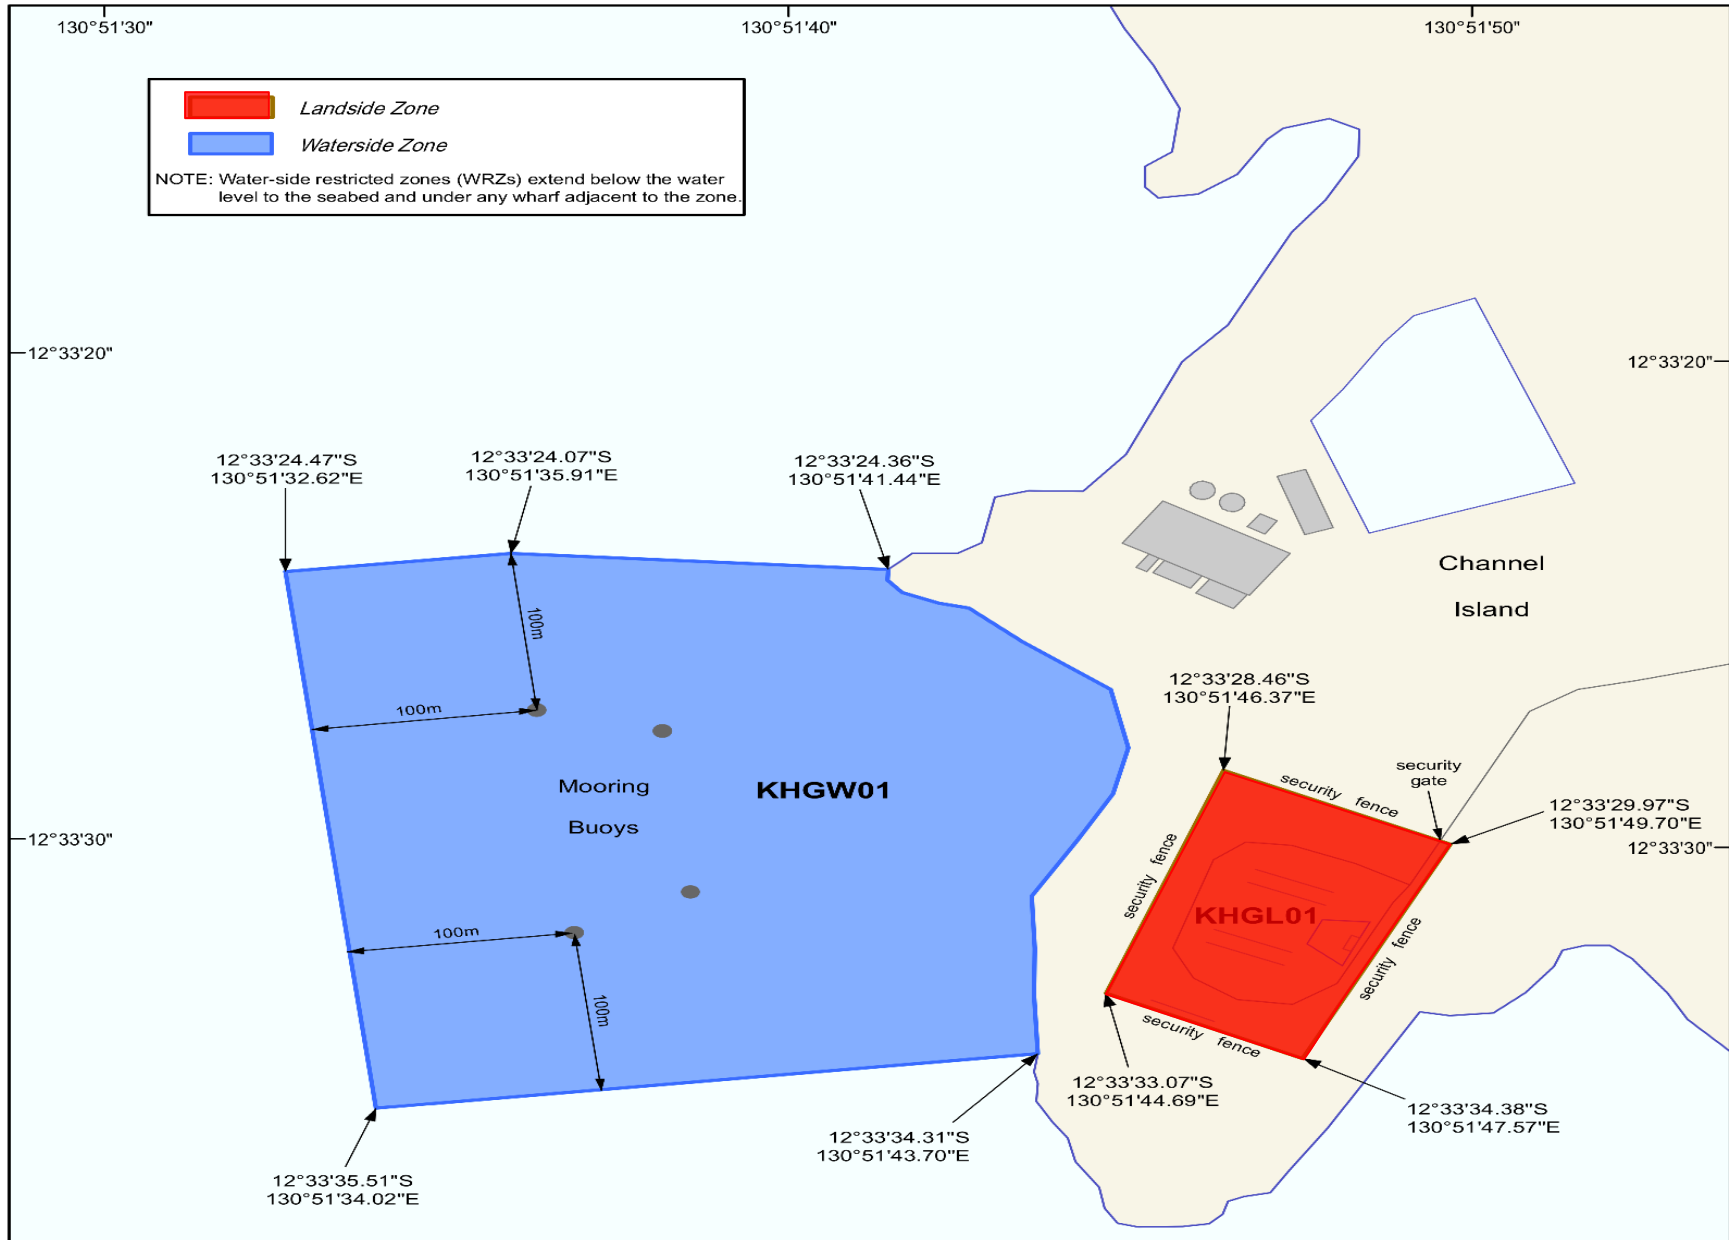 130°51'30"
130°51'40"
130°51'50"
Landside Zone
Waterside Zone
NOTE: Water-side restricted zones (WRZs) extend below the water
level to the seabed and under any wharf adjacent to the zone.
12°33'20"
12°33'20"
12°33'24.47"S
130°51'32.62"E
12°33'24.07"S
130°51'35.91"E
12°33'24.36"S
130°51'41.44"E
Channel
Island
100m
100m
12°33'28.46"S
130°51'46.37"E
Mooring
Buoys
KHGW01
security
gate
security fence
12°33'29.97"S
130°51'49.70"E
12°33'30"
12°33'30"
security fence
KHGL01
security fence
100m
100m
security fence
12°33'33.07"S
130°51'44.69"E
12°33'34.38"S
130°51'47.57"E
12°33'34.31"S
130°51'43.70"E
12°33'35.51"S
130°51'34.02"E